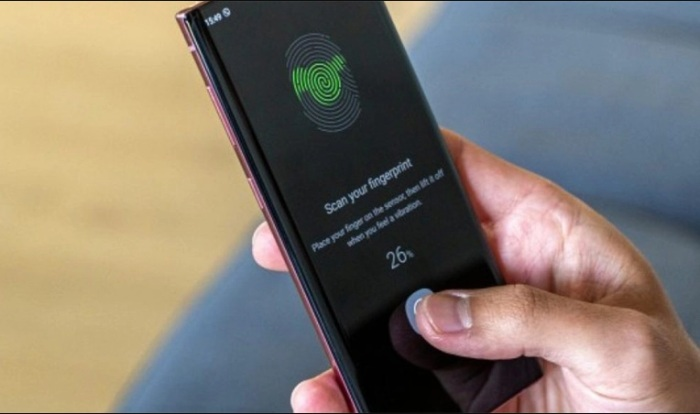 15:49
Scan your fingerprint
Place your finger on the sensor, then lift it off
when you feel a vibration.
26%